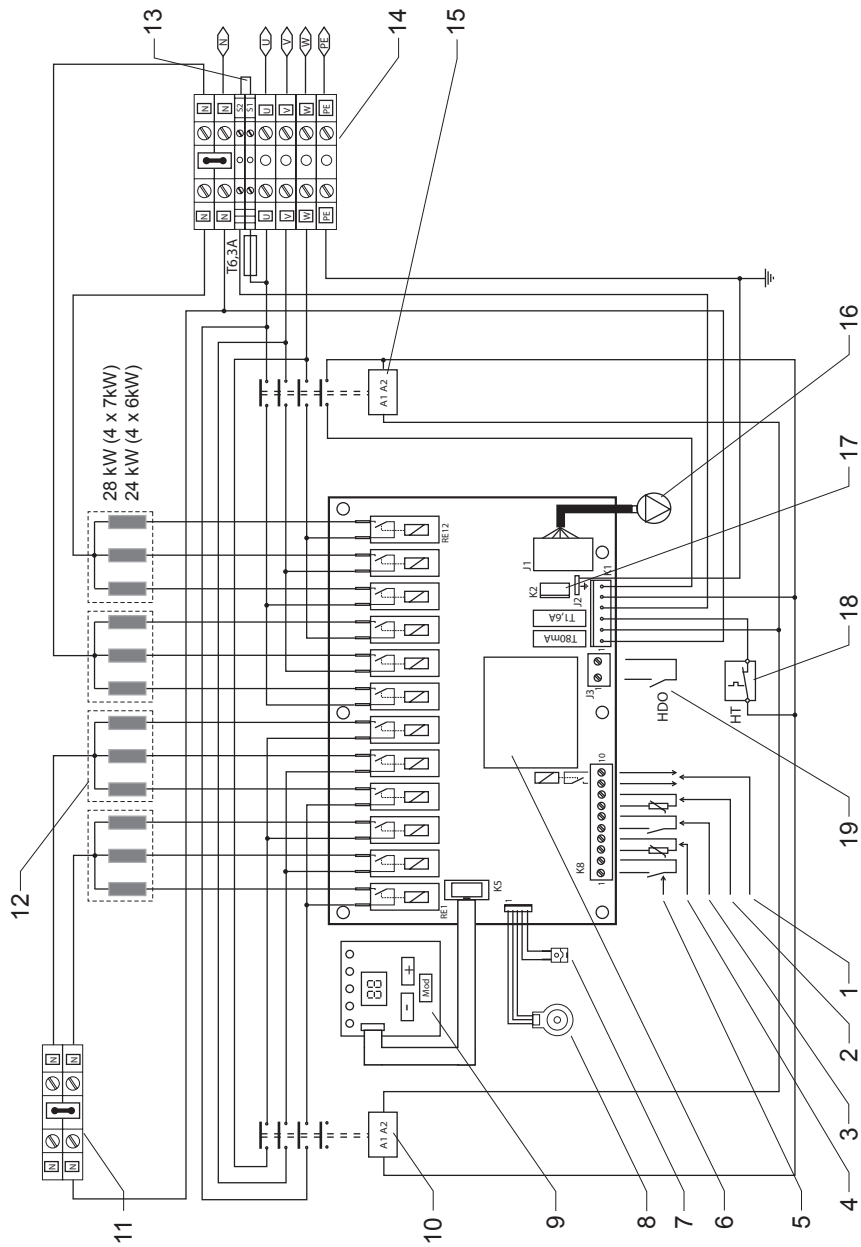 13
14
15
N
U
V
W
PE
N
N
S2
S1
U
V
W
PE
N
N
U
V
W
PE
T6,3A
28 kW (4 x 7kW)
24 kW (4 x 6kW)
12
A1 A2
16
17
18
19
RE12
RE1
J1
K2
J2
K1
T1,6A
T80mA
1
J3
1
HDO
HT
10
K8
1
K5
1
88
+
-
Mod
N
N
N
N
11
A1 A2
10
9
8
7
6
5
4
3
2
1